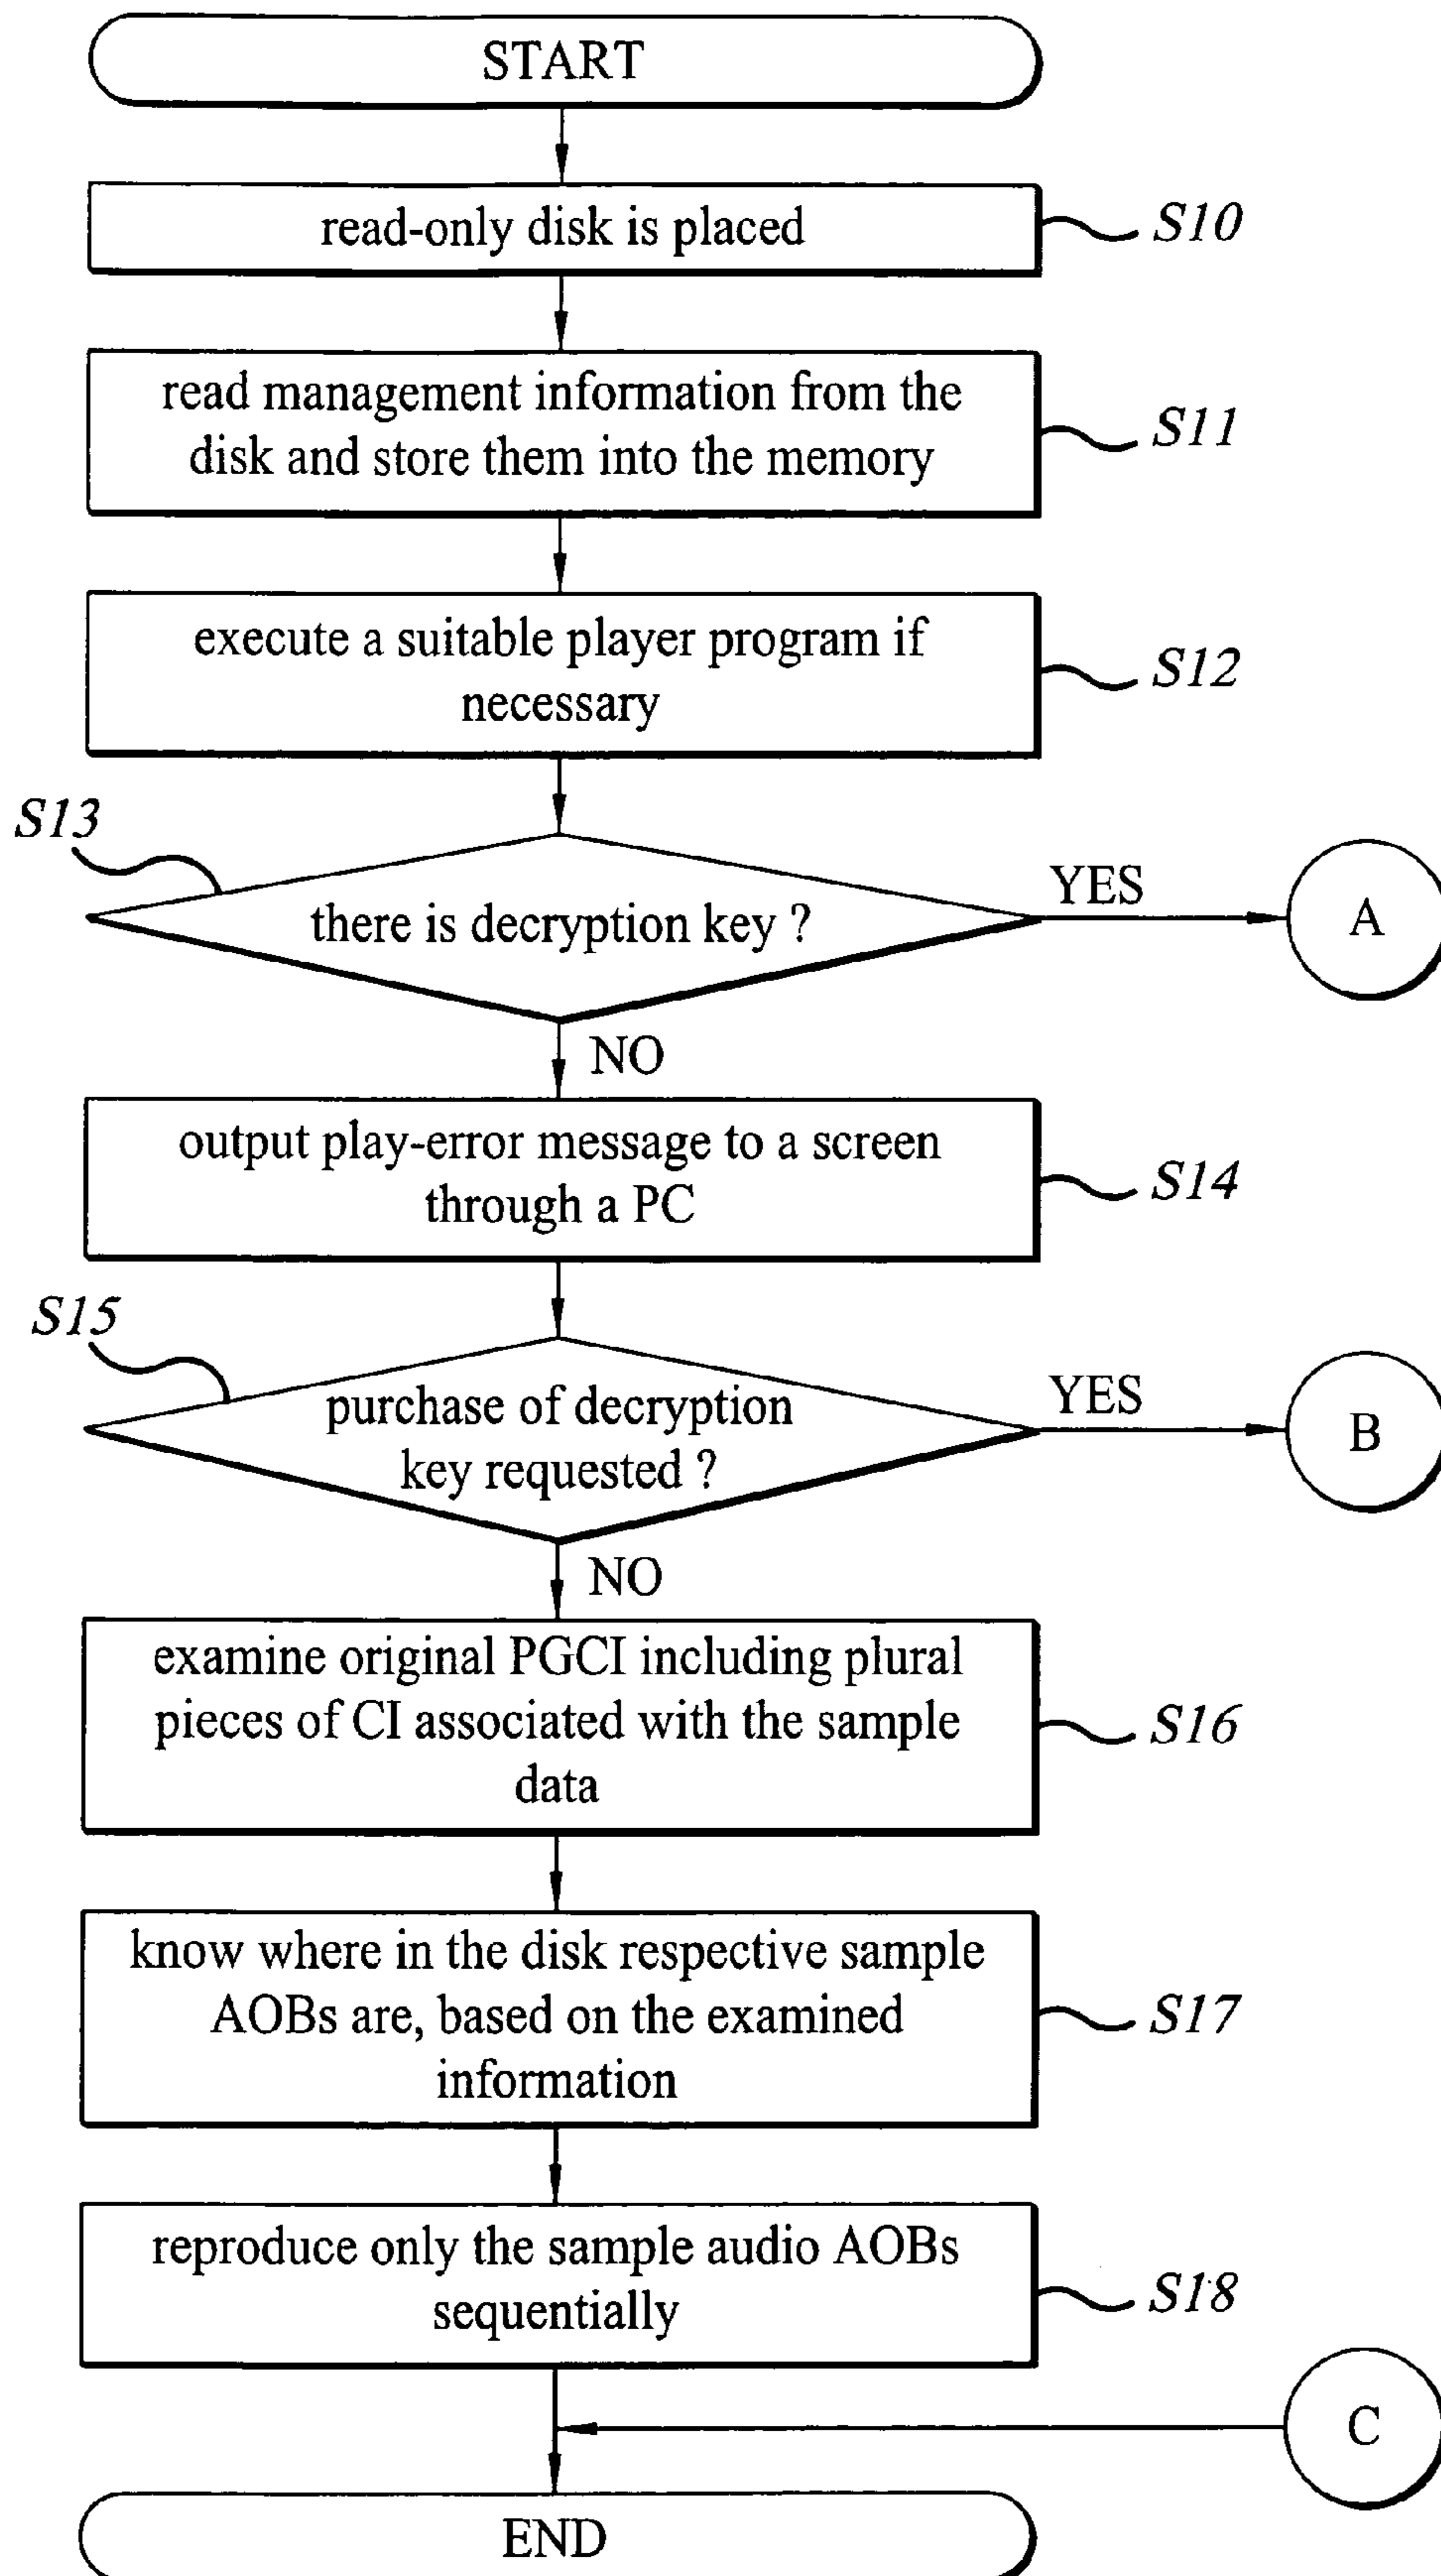 START
read-only disk is placed
S10
read management information from the
disk and store them into the memory
S11
execute a suitable player program if
necessary
S12
S13
there is decryption key ?
YES
A
NO
output play-error message to a screen
through a PC
S14
S15
purchase of decryption
key requested ?
YES
B
NO
examine original PGCI including plural
pieces of CI associated with the sample
data
S16
know where in the disk respective sample
AOBs are, based on the examined
information
S17
reproduce only the sample audio AOBs
sequentially
S18
C
END